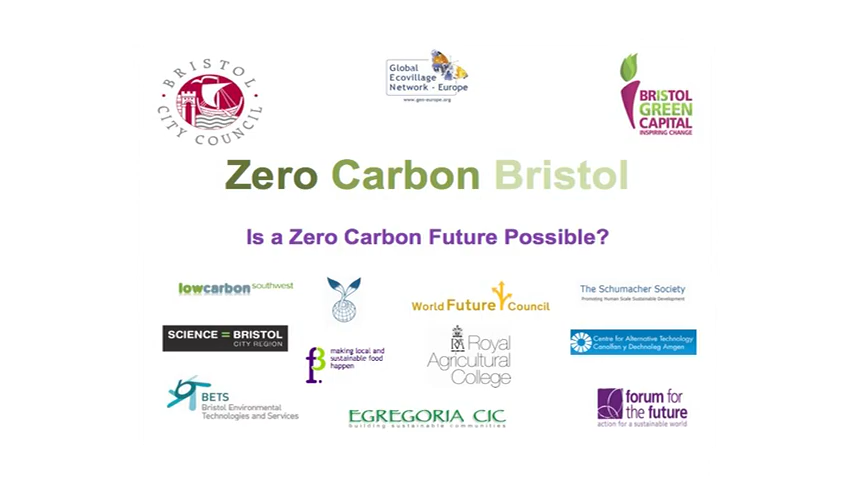 BRISTOL
CITY COUNCIL
Global
Ecovillage
Network - Europe
www.gen-europe.org
BRISTOL
GREEN
CAPITAL
INSPIRING CHANGE
Zero Carbon Bristol
Is a Zero Carbon Future Possible?
lowcarbonsouthwest
World Future Council
The Schumacher Society
Promoting Human Scale Sustainable Development
SCIENCE = BRISTOL
CITY REGION
f3.
making local and
sustainable food
happen
Royal
Agricultural
College
Centre for Alternative Technology
Canolfan y Dechnoleg Amgen
BETS
Bristol Environmental
Technologies and Services
EGREGORIA CIC
building sustainable communities
forum for
the future
action for a sustainable world